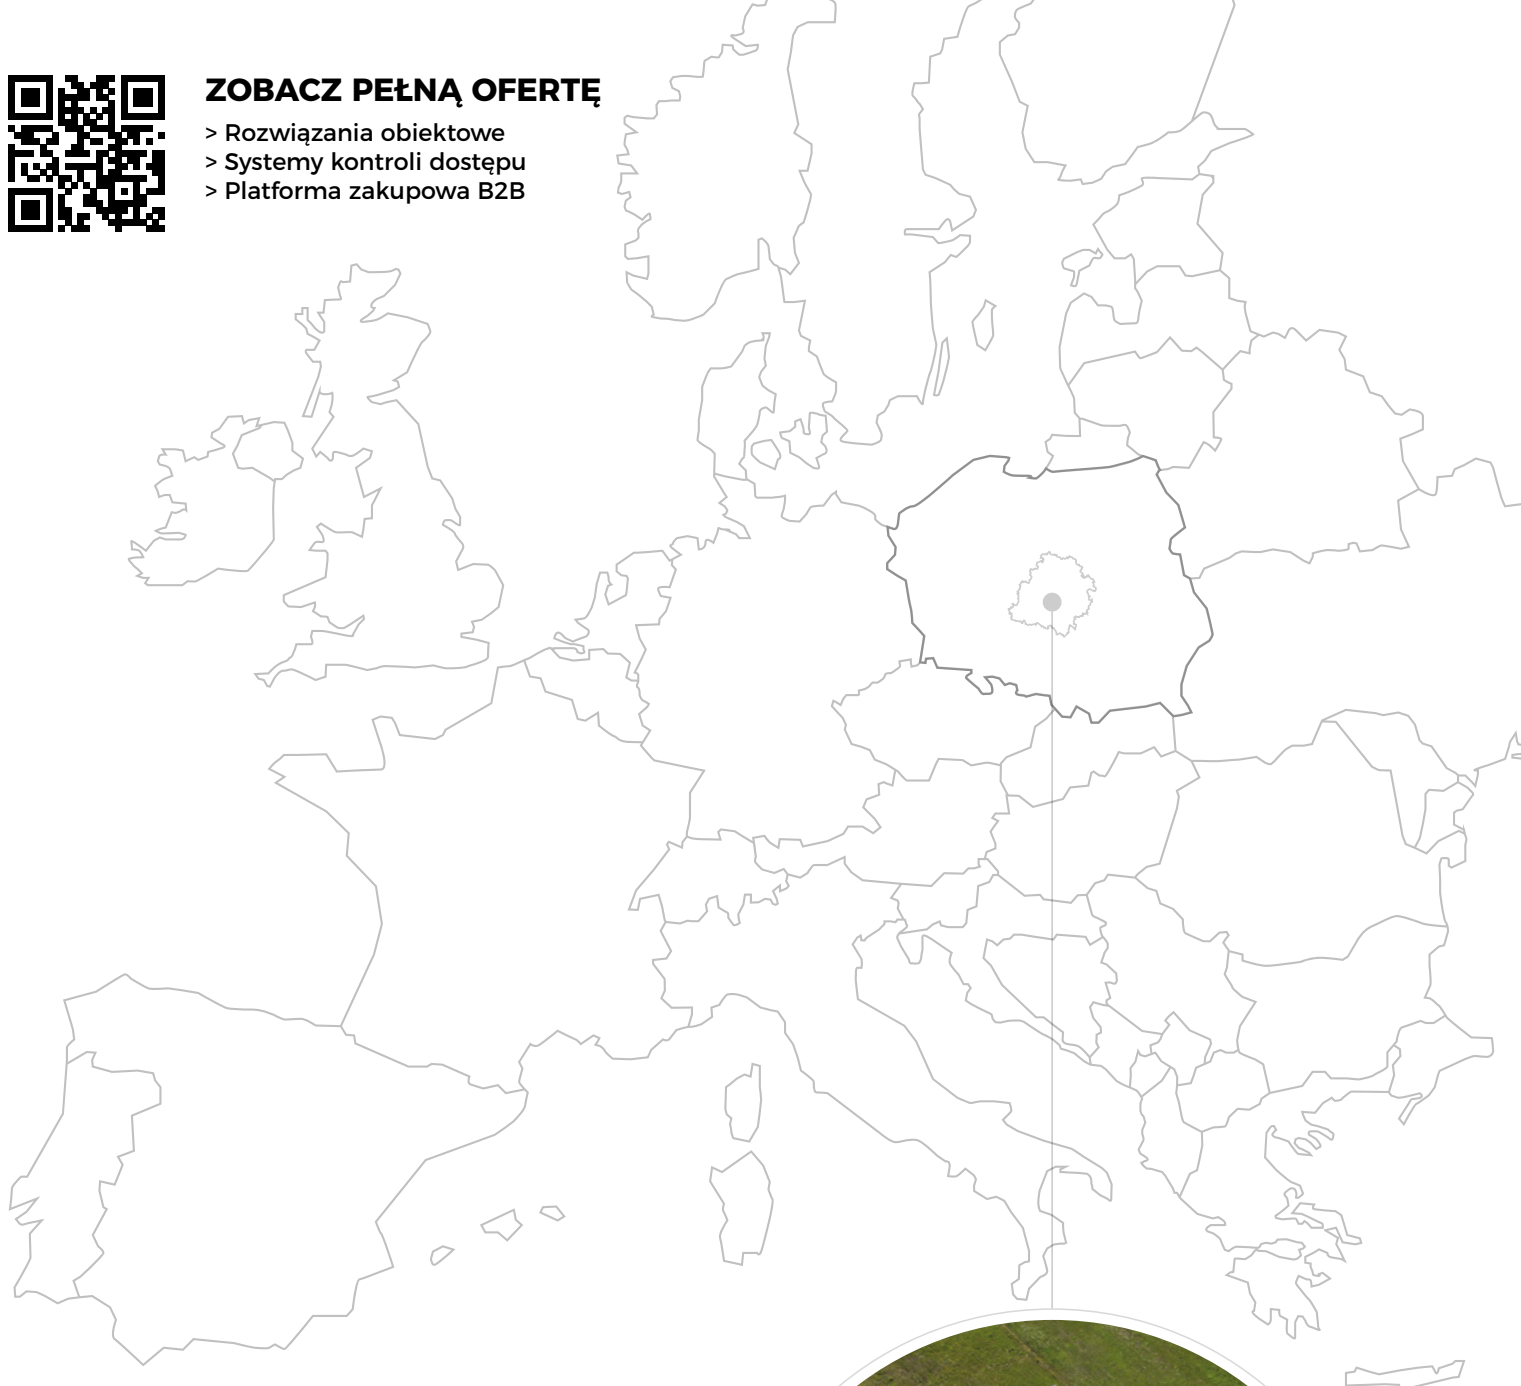 ZOBACZ PEŁNĄ OFERTĘ
> Rozwiązania obiektowe
> Systemy kontroli dostępu
> Platforma zakupowa B2B